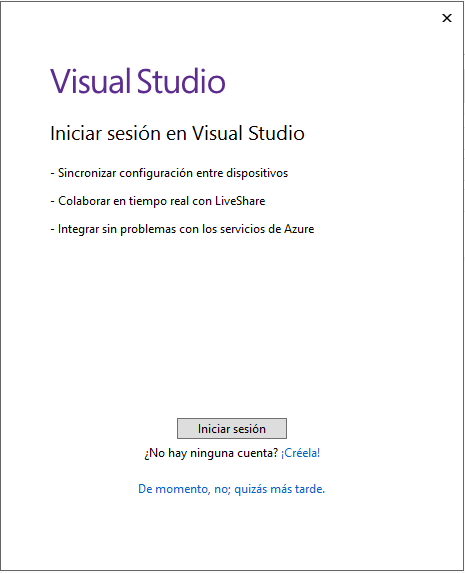 Visual Studio
Iniciar sesión en Visual Studio
- Sincronizar configuración entre dispositivos
- Colaborar en tiempo real con LiveShare
- Integrar sin problemas con los servicios de Azure
Iniciar sesión
¿No hay ninguna cuenta? ¡Créela!
De momento, no; quizás más tarde.